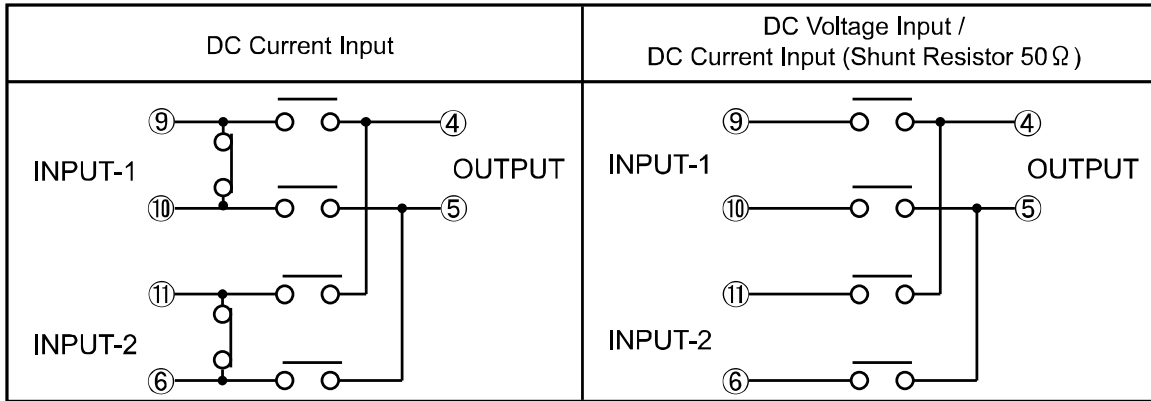 DC Current Input
DC Voltage Input /
DC Current Input (Shunt Resistor 50Ω)
⑨ ④
INPUT-1 OUTPUT
⑩ ⑤
⑪
INPUT-2
⑥
⑨ ④
INPUT-1 OUTPUT
⑩ ⑤
⑪
INPUT-2
⑥